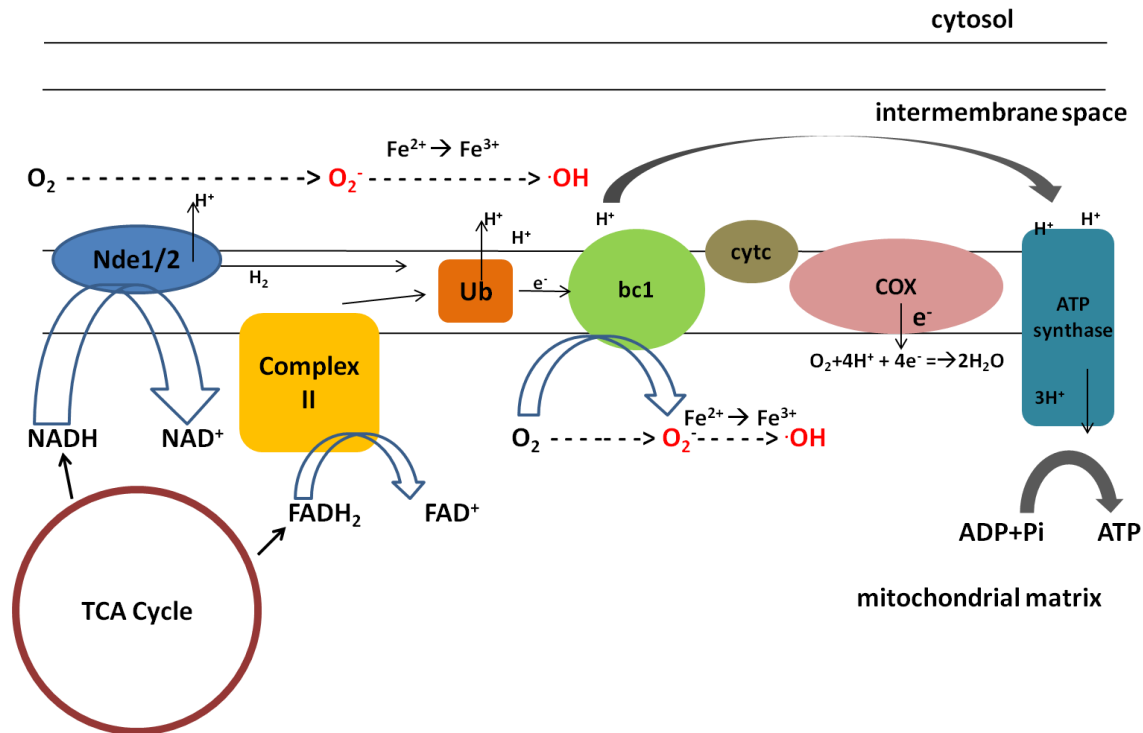 cytosol
intermembrane space
Fe²⁺ → Fe³⁺
O₂ ----------------> O₂⁻ ------------> ·OH
H⁺
H⁺
H⁺
H⁺
H⁺
H⁺
Nde1/2
H₂
Ub
e⁻
bc1
cytc
COX
e⁻
ATP
synthase
3H⁺
O₂+4H⁺ + 4e⁻ =→2H₂O
Complex
II
NADH
NAD⁺
Fe²⁺ → Fe³⁺
O₂ - - - - - -> O₂⁻ - - - - -> ·OH
FADH₂
FAD⁺
ADP+Pi
ATP
TCA Cycle
mitochondrial matrix